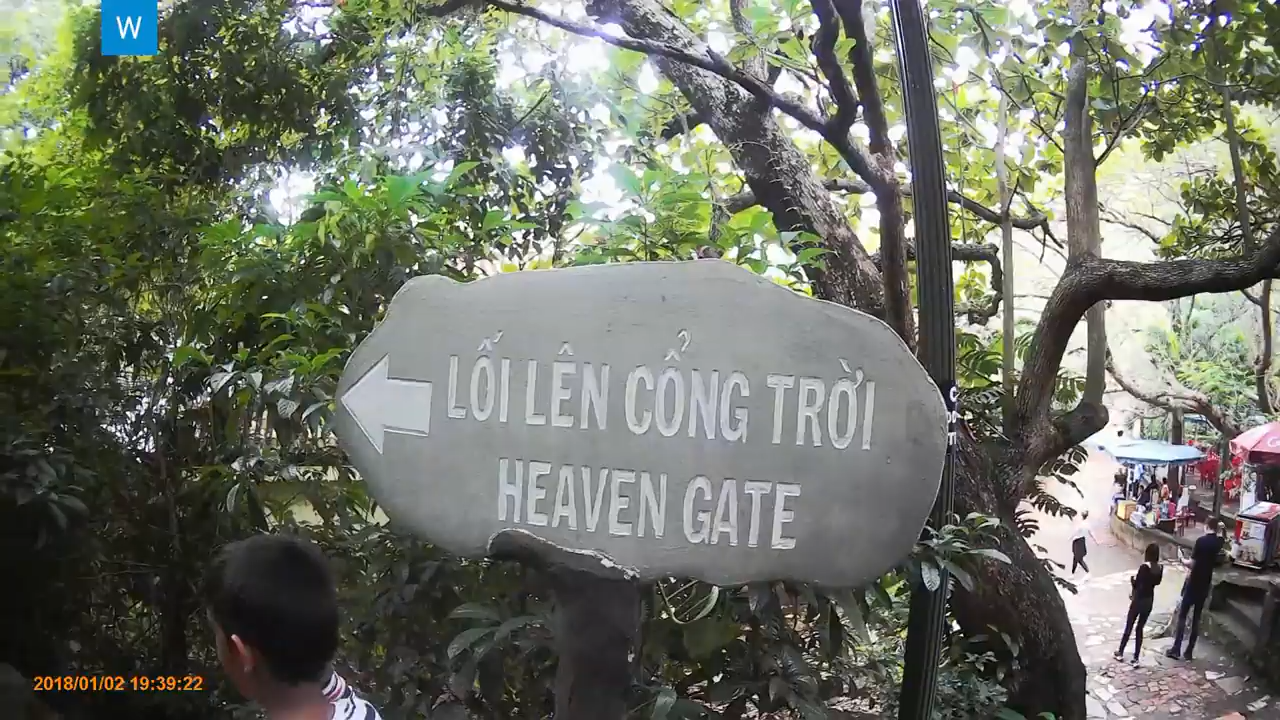 W
LỐI LÊN CỔNG TRỜI
HEAVEN GATE
2018/01/02 19:39:22